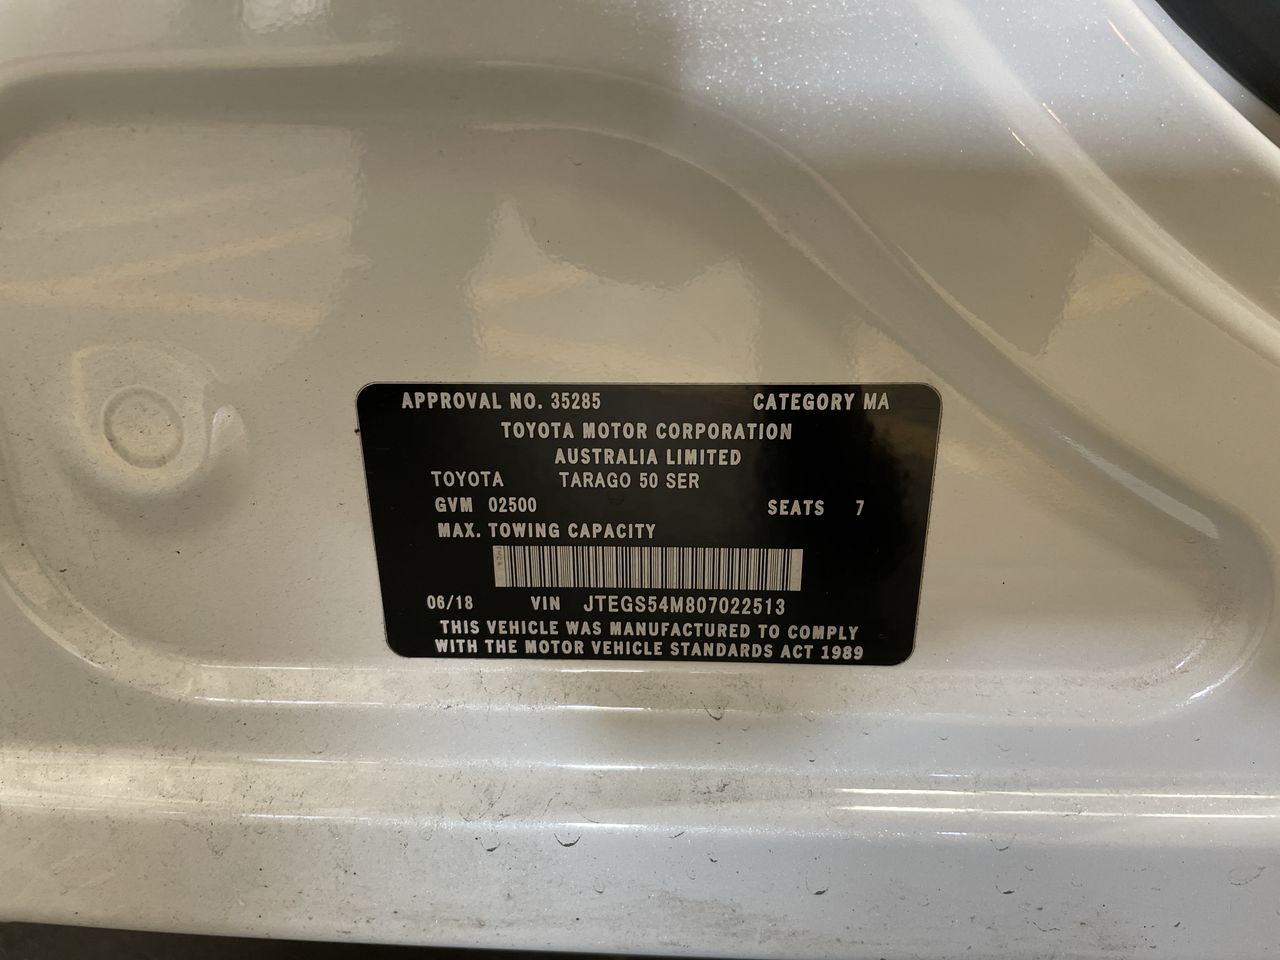 APPROVAL NO. 35285 CATEGORY MA
TOYOTA MOTOR CORPORATION
AUSTRALIA LIMITED
TOYOTA TARAGO 50 SER
GVM 02500 SEATS 7
MAX. TOWING CAPACITY
06/18 VIN JTEGS54M807022513
THIS VEHICLE WAS MANUFACTURED TO COMPLY
WITH THE MOTOR VEHICLE STANDARDS ACT 1989